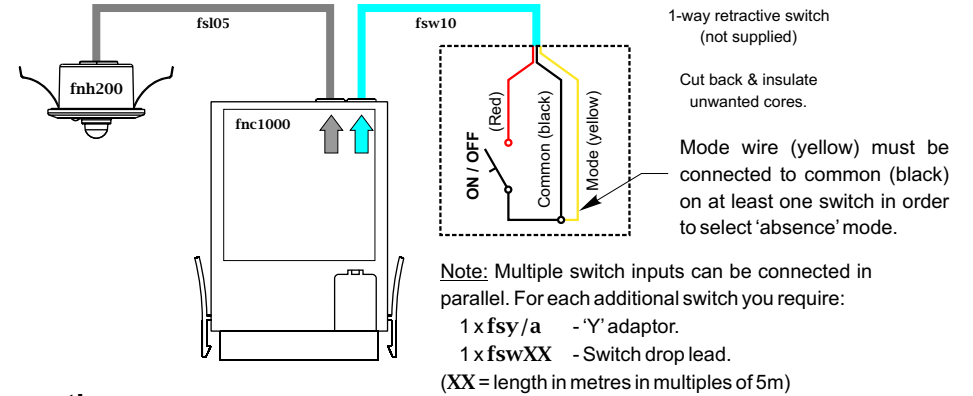 fsl05
fsw10
1-way retractive switch
(not supplied)
fnh200
Cut back & insulate
unwanted cores.
fnc1000
(Red)
ON / OFF
Common (black)
Mode (yellow)
Mode wire (yellow) must be
connected to common (black)
on at least one switch in order
to select ‘absence’ mode.
Note: Multiple switch inputs can be connected in
parallel. For each additional switch you require:
1 x fsy/a - ‘Y’ adaptor.
1 x fswXX - Switch drop lead.
(XX = length in metres in multiples of 5m)